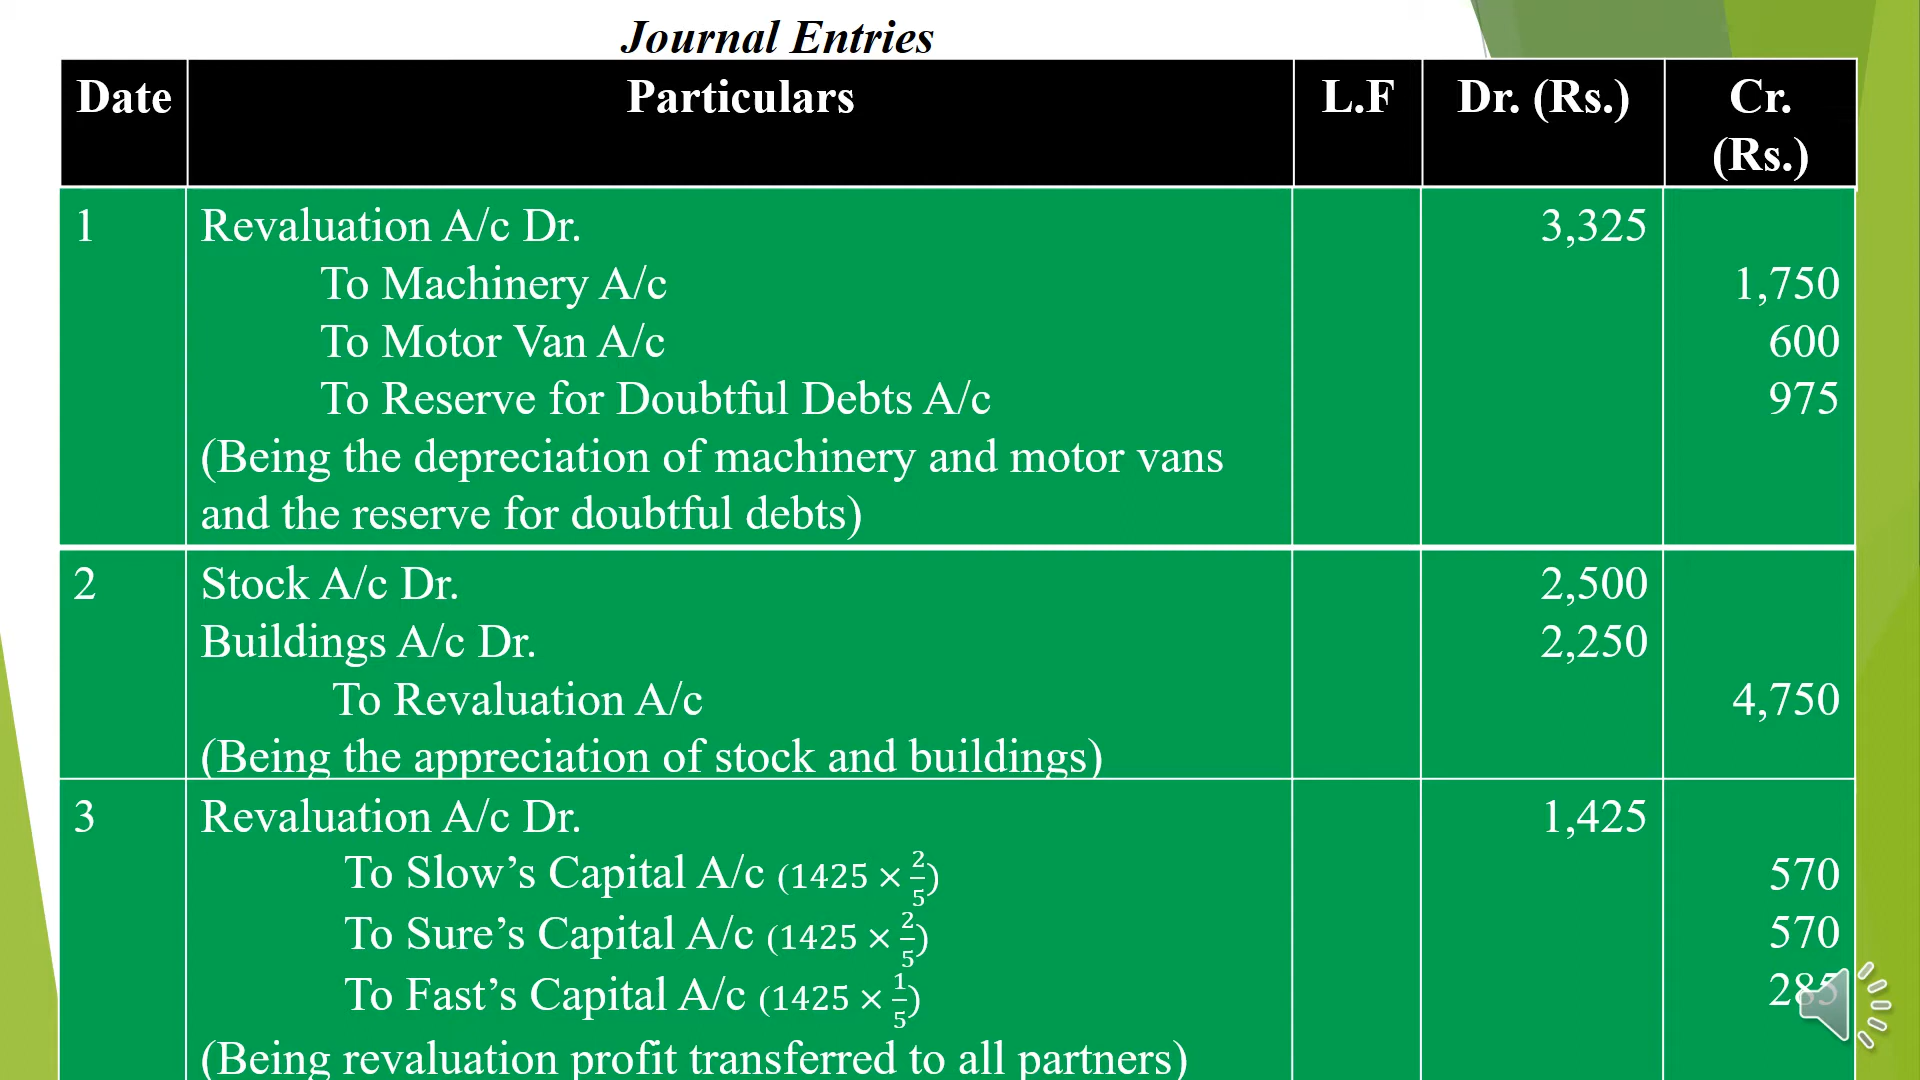 Journal Entries
Date Particulars L.F Dr. (Rs.) Cr.
(Rs.)
1 Revaluation A/c Dr. 3,325
To Machinery A/c 1,750
To Motor Van A/c 600
To Reserve for Doubtful Debts A/c 975
(Being the depreciation of machinery and motor vans
and the reserve for doubtful debts)
2 Stock A/c Dr. 2,500
Buildings A/c Dr. 2,250
To Revaluation A/c 4,750
(Being the appreciation of stock and buildings)
3 Revaluation A/c Dr. 1,425
To Slow’s Capital A/c (1425 × 2/5) 570
To Sure’s Capital A/c (1425 × 2/5) 570
To Fast’s Capital A/c (1425 × 1/5) 285
(Being revaluation profit transferred to all partners)